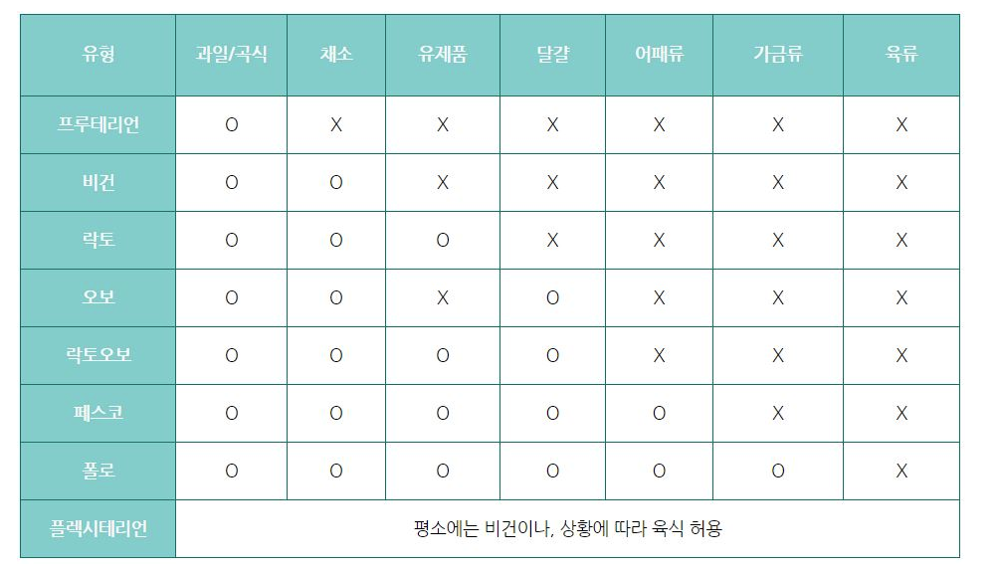 유형 과일/곡식 채소 유제품 달걀 어패류 가금류 육류
프루테리언 O X X X X X X
비건 O O X X X X X
락토 O O O X X X X
오보 O O X O X X X
락토오보 O O O O X X X
페스코 O O O O O X X
폴로 O O O O O O X
플렉시테리언 평소에는 비건이나, 상황에 따라 육식 허용